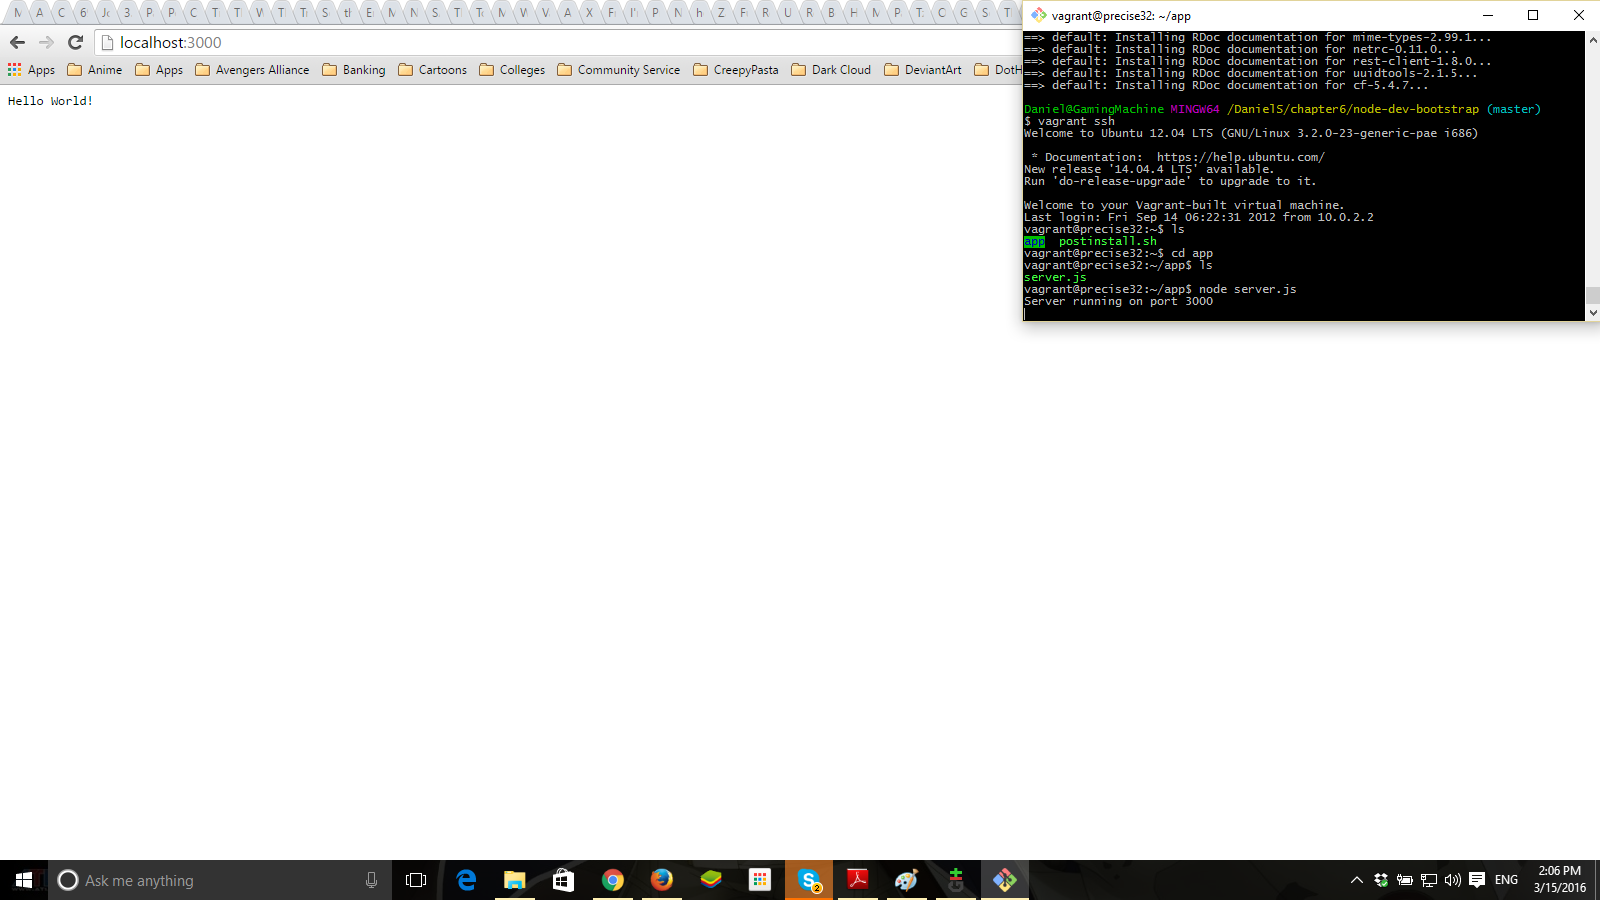 localhost:3000
Apps Anime Apps Avengers Alliance Banking Cartoons Colleges Community Service CreepyPasta Dark Cloud DeviantArt DotH
Hello World!
vagrant@precise32: ~/app
==> default: Installing RDoc documentation for mime-types-2.99.1...
==> default: Installing RDoc documentation for netrc-0.11.0...
==> default: Installing RDoc documentation for rest-client-1.8.0...
==> default: Installing RDoc documentation for uuidtools-2.1.5...
==> default: Installing RDoc documentation for cf-5.4.7...
Daniel@GamingMachine MINGW64 /DanielS/chapter6/node-dev-bootstrap (master)
$ vagrant ssh
Welcome to Ubuntu 12.04 LTS (GNU/Linux 3.2.0-23-generic-pae i686)
* Documentation: https://help.ubuntu.com/
New release '14.04.4 LTS' available.
Run 'do-release-upgrade' to upgrade to it.
Welcome to your Vagrant-built virtual machine.
Last login: Fri Sep 14 06:22:31 2012 from 10.0.2.2
vagrant@precise32:~$ ls
app postinstall.sh
vagrant@precise32:~$ cd app
vagrant@precise32:~/app$ ls
server.js
vagrant@precise32:~/app$ node server.js
Server running on port 3000
Ask me anything
2
ENG
2:06 PM
3/15/2016